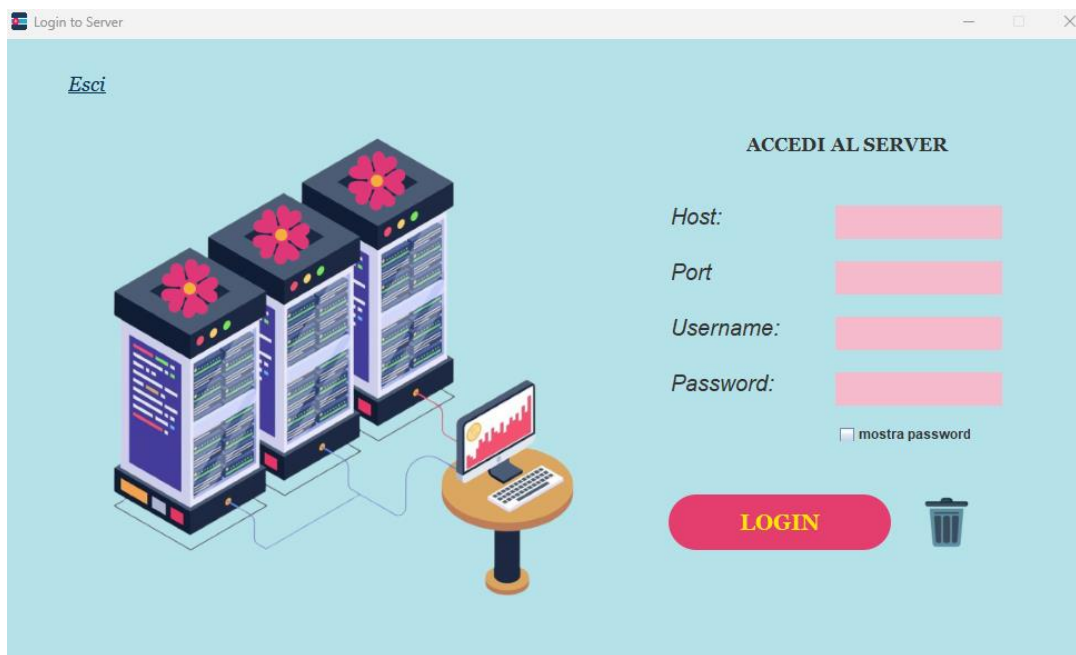 Login to Server
Esci
ACCEDI AL SERVER
Host:
Port
Username:
Password:
mostra password
LOGIN